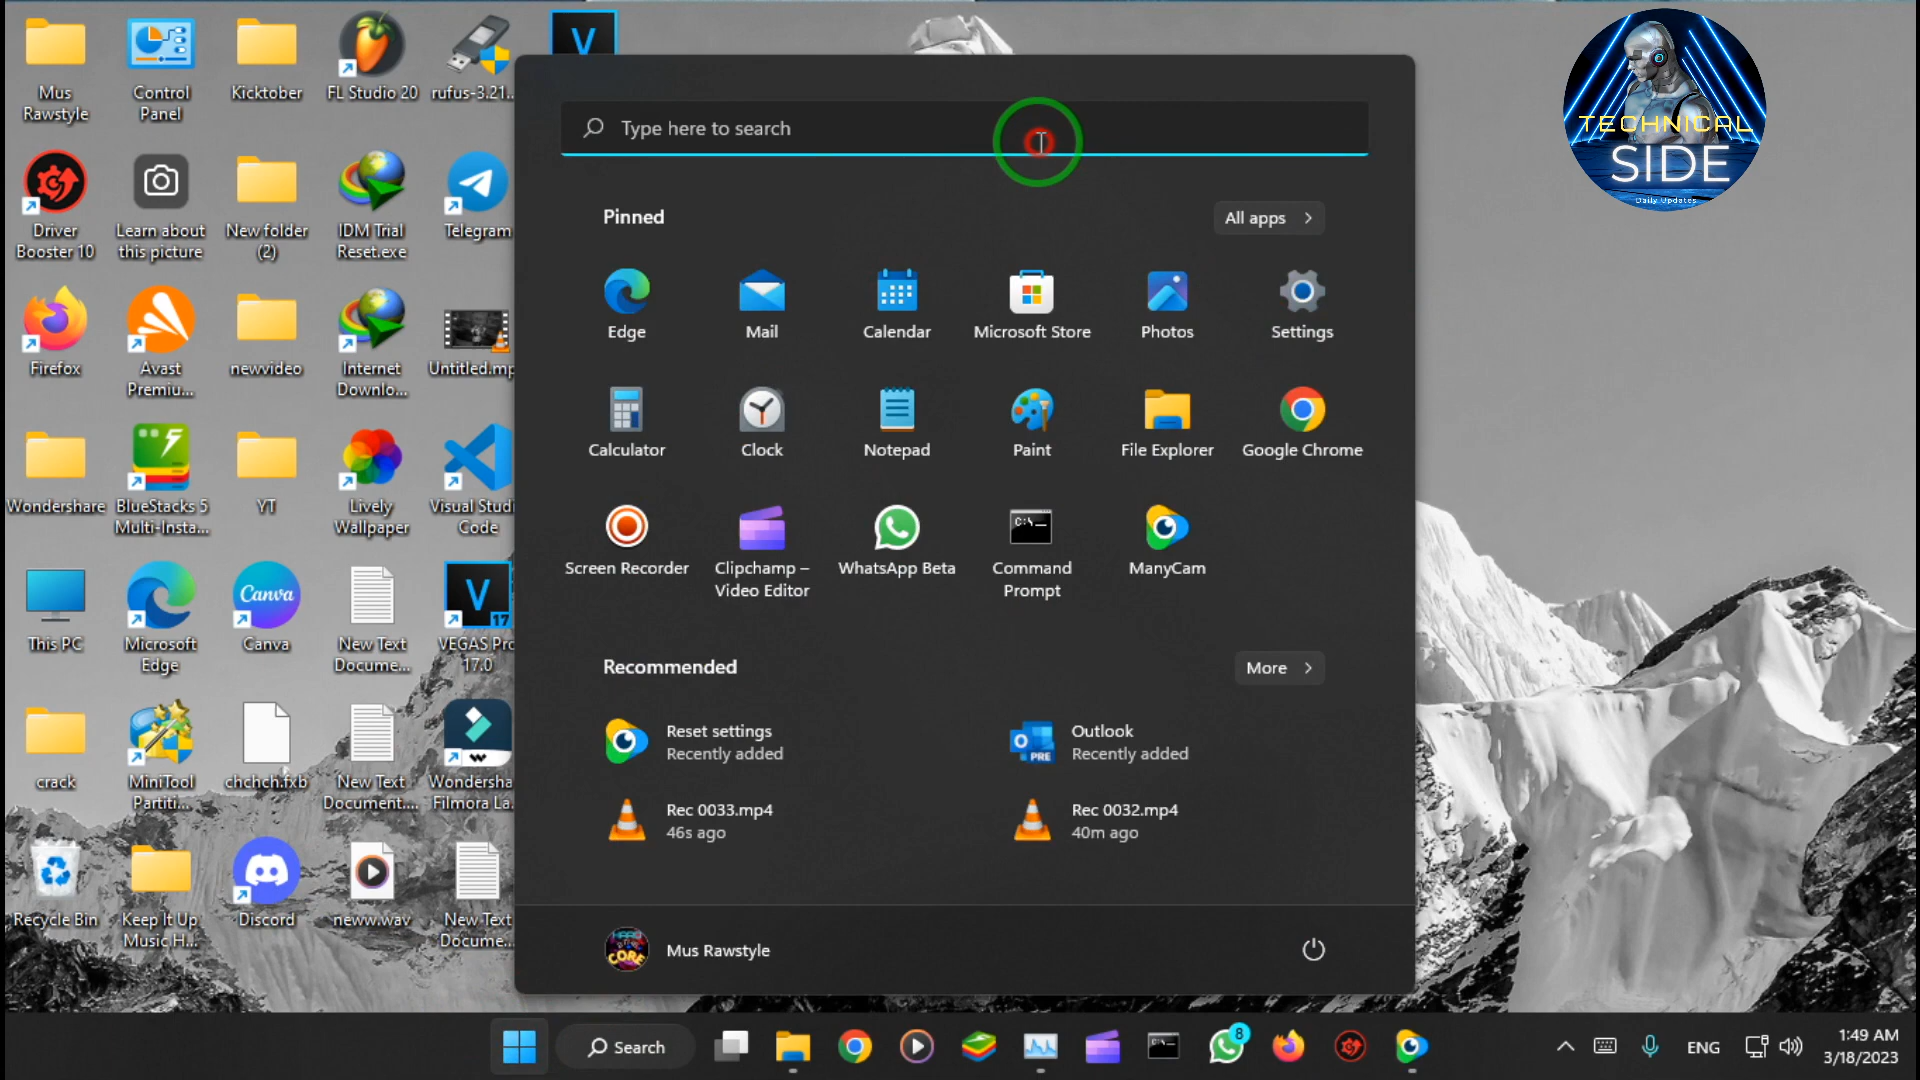 Mus
Rawstyle
Control
Panel
Kicktober
FL Studio 20
rufus-3.21...
V
TECHNICAL
SIDE
Daily Updates
Type here to search
Driver
Booster 10
Learn about
this picture
New folder
(2)
IDM Trial
Reset.exe
Telegram
Pinned
All apps
Edge
Mail
Calendar
Microsoft Store
Photos
Settings
Firefox
Avast
Premiu...
newvideo
Internet
Downlo...
Untitled.mp
Calculator
Clock
Notepad
Paint
File Explorer
Google Chrome
Wondershare
BlueStacks 5
Multi-Insta...
YT
Lively
Wallpaper
Visual Studi
Code
C:\
Screen Recorder
Clipchamp –
Video Editor
WhatsApp Beta
Command
Prompt
ManyCam
This PC
Microsoft
Edge
Canva
Canva
New Text
Docume...
V
17
VEGAS Pro
17.0
Recommended
More
Reset settings
Recently added
Outlook
Recently added
O
PRE
Rec 0033.mp4
46s ago
Rec 0032.mp4
40m ago
crack
MiniTool
Partiti...
chchch.fxb
New Text
Document....
Wondersha
Filmora La.
Recycle Bin
Keep It Up
Music H...
Discord
neww.wav
New Text
Docume...
CORE
Mus Rawstyle
Search
8
ENG
1:49 AM
3/18/2023